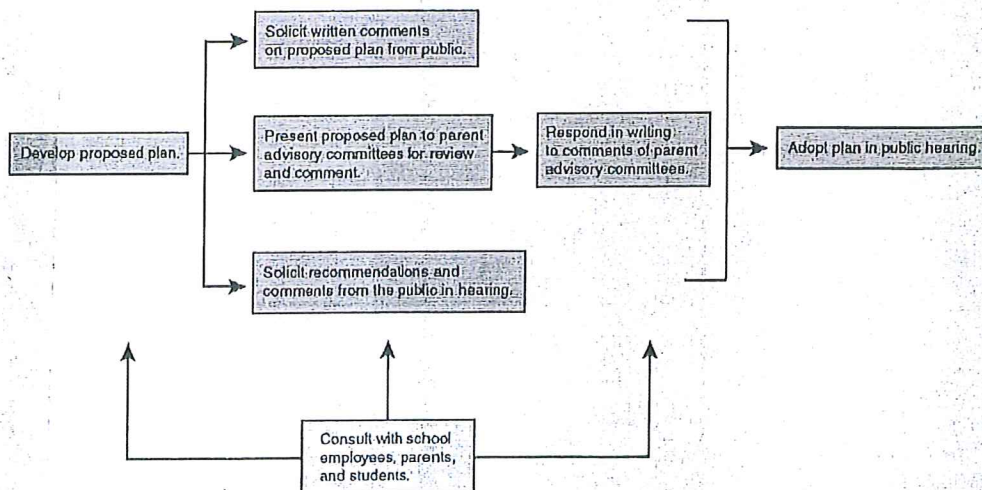 Solicit written comments
on proposed plan from public.
Develop proposed plan.
Present proposed plan to parent
advisory committees for review
and comment.
Respond in writing
to comments of parent
advisory committees.
Adopt plan in public hearing.
Solicit recommendations and
comments from the public in hearing.
Consult with school
employees, parents,
and students.